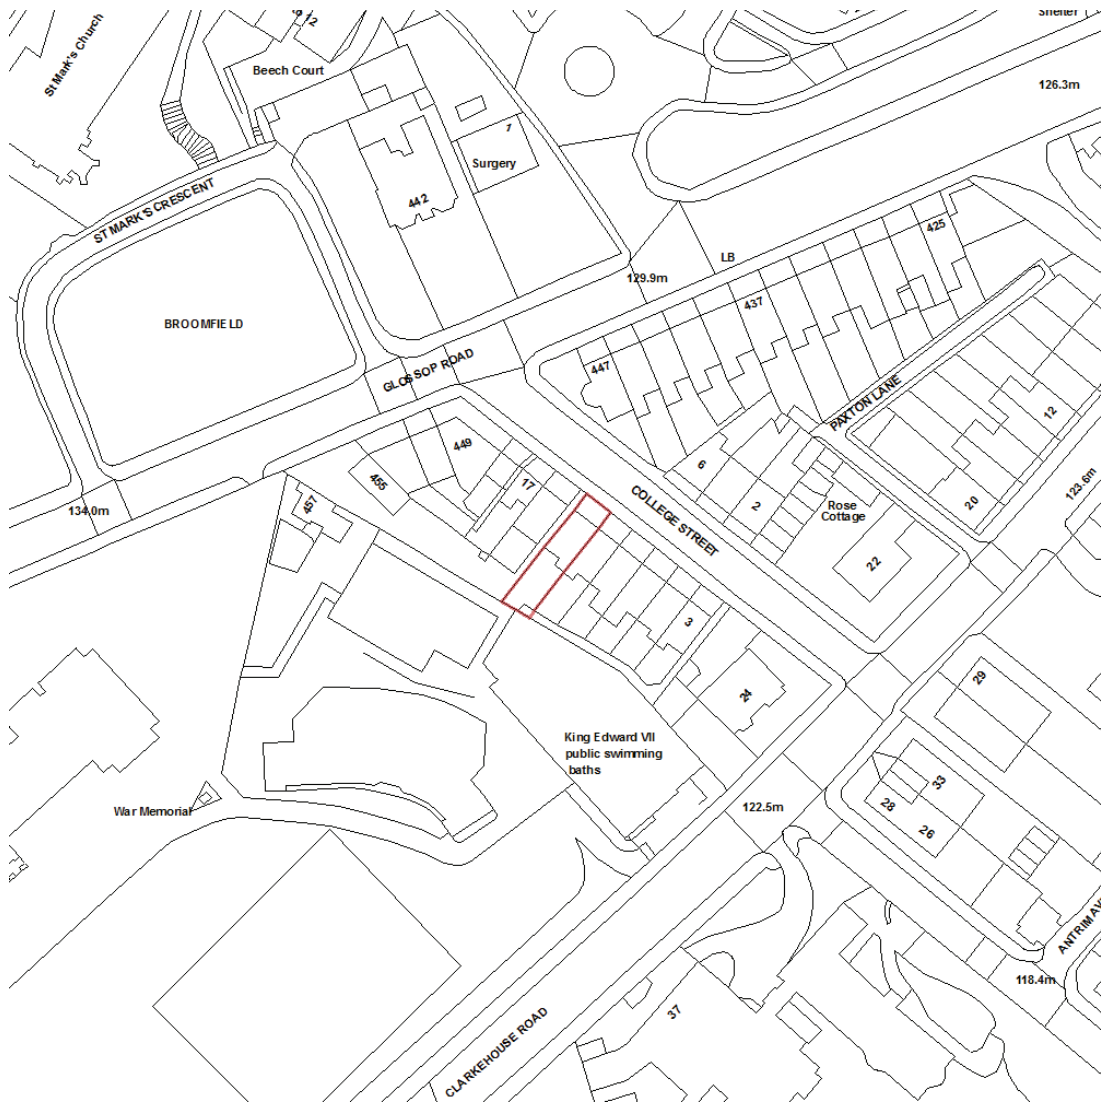 12
Shelter
St Mark's Church
Beech Court
126.3m
1
Surgery
442
ST MARK'S CRESCENT
425
LB
129.9m
437
BROOMFIELD
GLOSSOP ROAD
447
PAXTON LANE
12
449
455
6
17
457
COLLEGE STREET
2
Rose
Cottage
20
123.6m
134.0m
22
3
29
24
King Edward VII
public swimming
baths
33
28
26
War Memorial
122.5m
ANTRIM AV
118.4m
37
CLARKEHOUSE ROAD